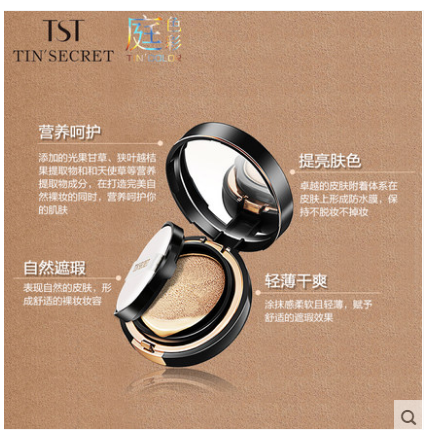 TST
TIN'SECRET
庭色彩
TIN'COLOR
营养呵护
添加的光果甘草、狭叶越桔
果提取物和和天使草等营养
提取物成分，在打造完美自
然裸妆的同时，营养呵护你
的肌肤
提亮肤色
卓越的皮肤附着体系在
皮肤上形成防水膜，保
持不脱妆不掉妆
自然遮瑕
表现自然的皮肤，形
成舒适的裸妆妆容
轻薄干爽
涂抹感柔软且轻薄，赋予
舒适的遮瑕效果